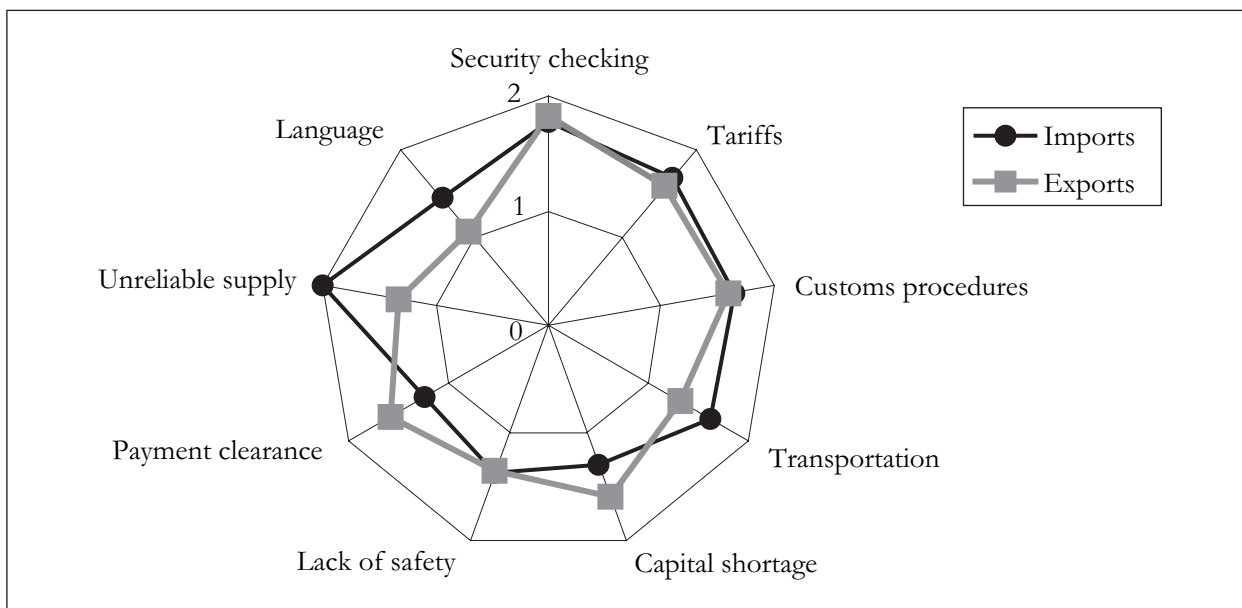 Security checking
2
Language
Tariffs
Imports
Exports
1
Unreliable supply
Customs procedures
0
Payment clearance
Transportation
Lack of safety
Capital shortage